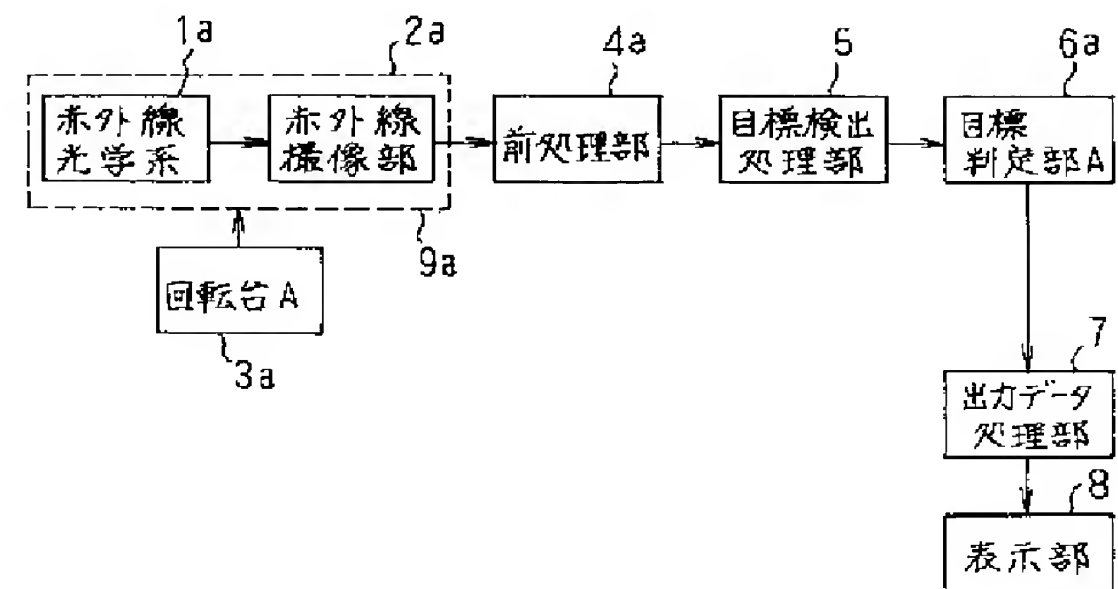 1a
2a
4a
5
6a
赤外線
光学系
赤外線
撮像部
前処理部
目標検出
処理部
目標
判定部A
9a
回転台A
3a
7
出力データ
処理部
8
表示部